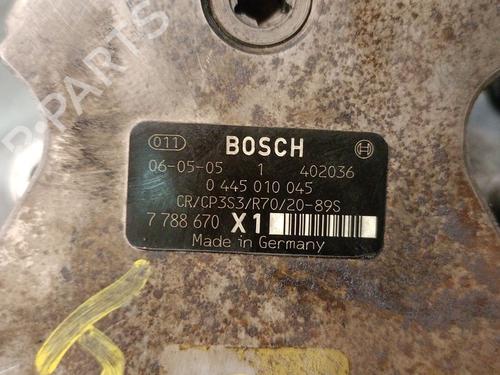 B-PARTS
011 BOSCH
06-05-05 1 402036
0 445 010 045
CR/CP3S3/R70/20-89S
7 788 670 X1
Made in Germany